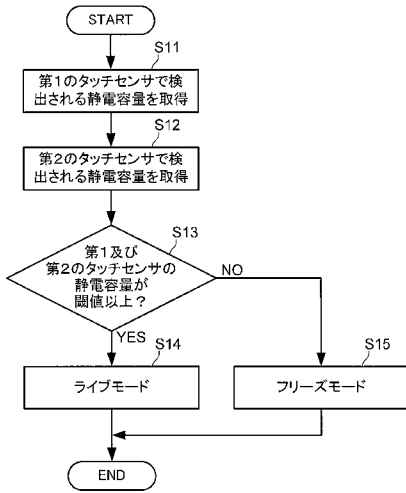 START
S11
第1のタッチセンサで検
出される静電容量を取得
S12
第2のタッチセンサで検
出される静電容量を取得
S13
第1及び
第2のタッチセンサの
静電容量が
閾値以上？
NO
YES
S14
ライブモード
S15
フリーズモード
END